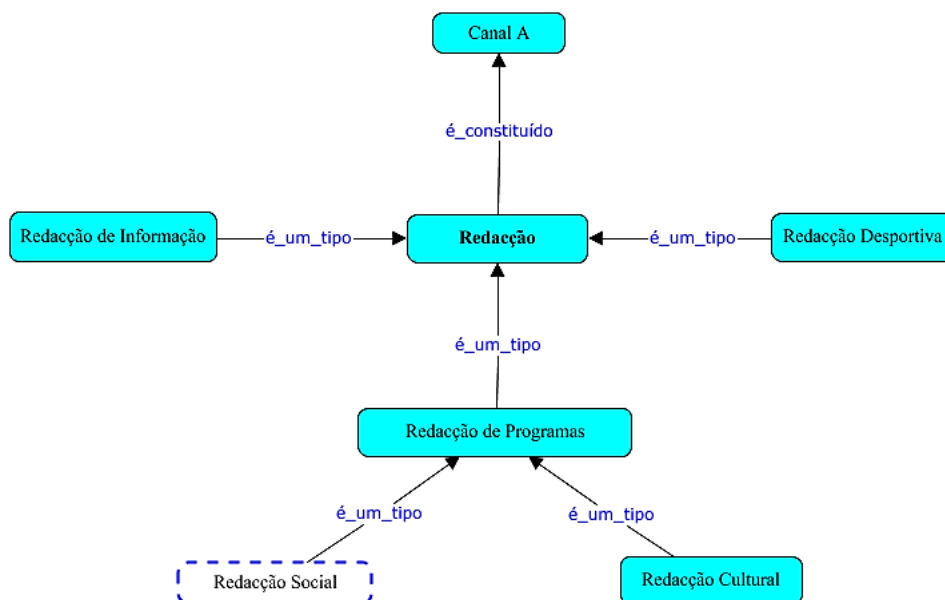 Canal A
é_constituído
Redacção de Informação
é_um_tipo
Redacção
é_um_tipo
Redacção Desportiva
é_um_tipo
Redacção de Programas
é_um_tipo
é_um_tipo
Redacção Social
Redacção Cultural